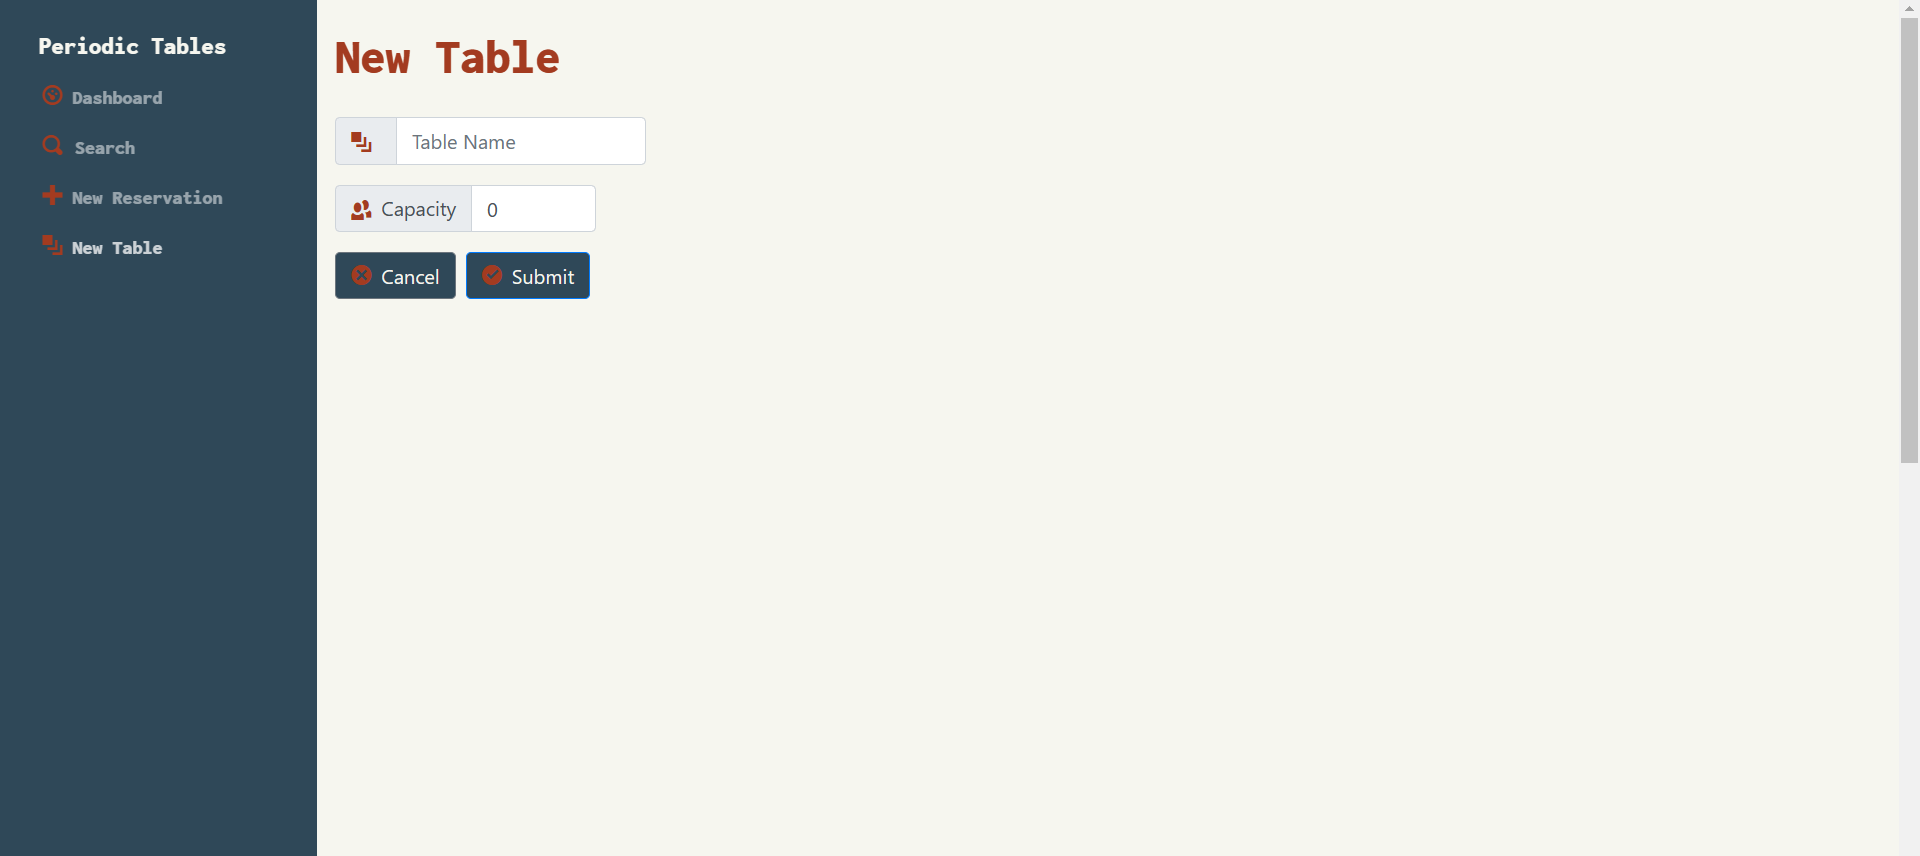 Periodic Tables
Dashboard
Search
New Reservation
New Table
New Table
Table Name
Capacity 0
Cancel Submit